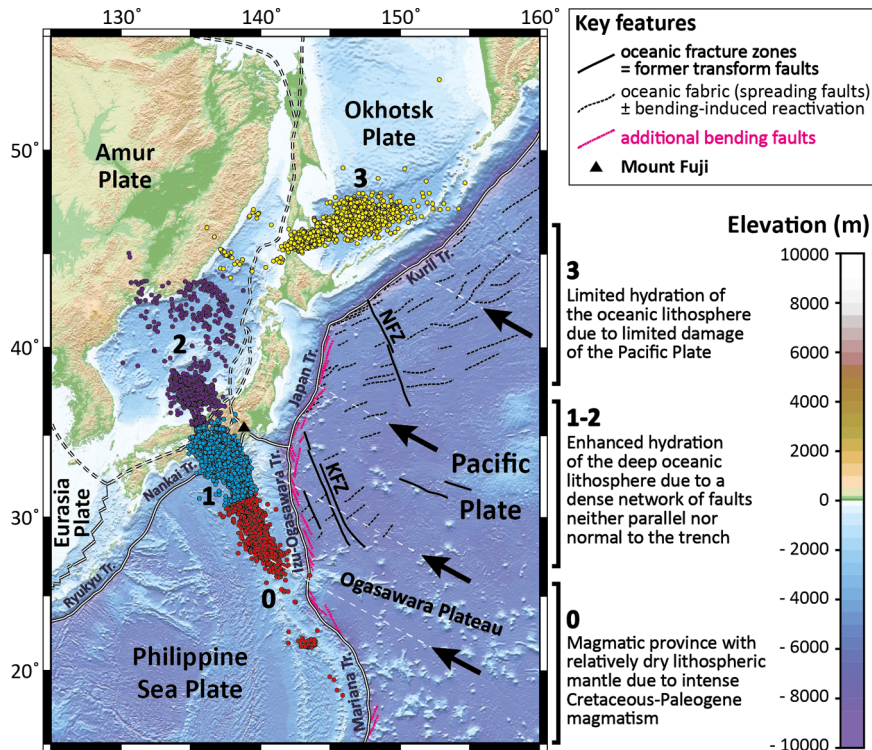 130°
140°
150°
160°
50°
40°
30°
20°
Amur
Plate
Okhotsk
Plate
3
2
1
0
Kuril Tr.
NFZ
Japan Tr.
KFZ
Izu-Ogasawara Tr.
Nankai Tr.
Eurasia
Plate
Ryukyu Tr.
Pacific
Plate
Ogasawara Plateau
Philippine
Sea Plate
Mariana Tr.
Key features
oceanic fracture zones
= former transform faults
oceanic fabric (spreading faults)
± bending-induced reactivation
additional bending faults
Mount Fuji
3
Limited hydration of
the oceanic lithosphere
due to limited damage
of the Pacific Plate
1-2
Enhanced hydration
of the deep oceanic
lithosphere due to a
dense network of faults
neither parallel nor
normal to the trench
0
Magmatic province with
relatively dry lithospheric
mantle due to intense
Cretaceous-Paleogene
magmatism
Elevation (m)
10000
8000
6000
4000
2000
0
- 2000
- 4000
- 6000
- 8000
- 10000